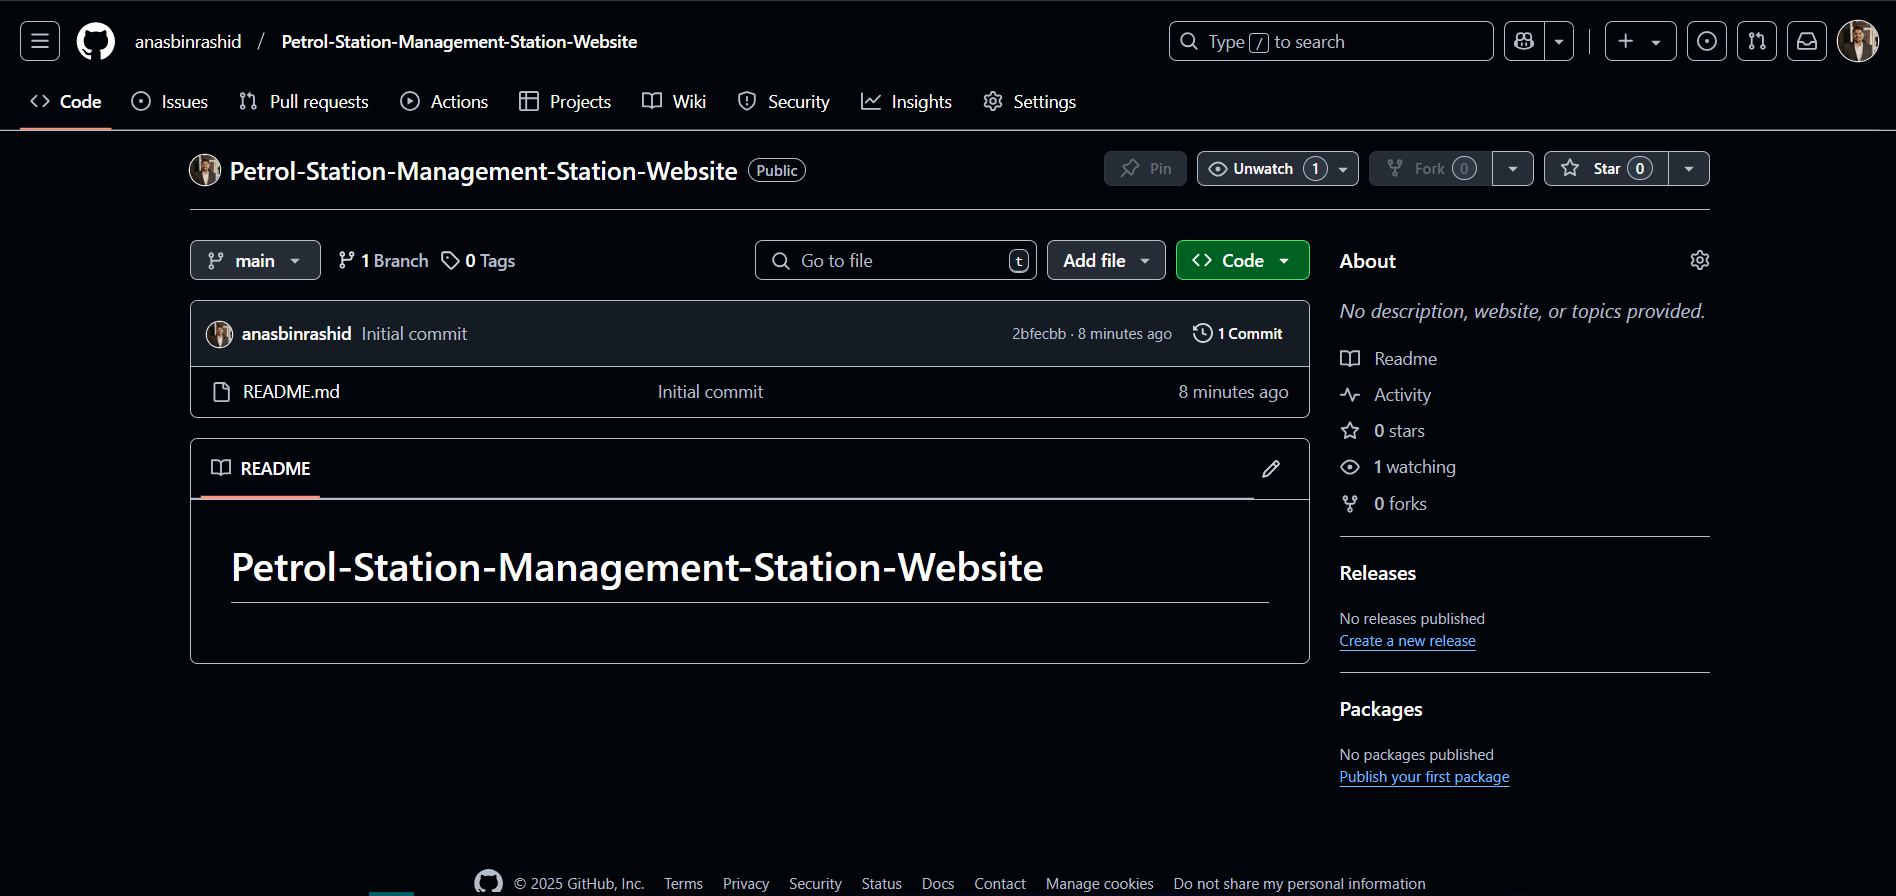 anasbinrashid / Petrol-Station-Management-Station-Website
Type / to search
Code Issues Pull requests Actions Projects Wiki Security Insights Settings
Petrol-Station-Management-Station-Website Public
Pin Unwatch 1 Fork 0 Star 0
main 1 Branch 0 Tags
Go to file t Add file Code
anasbinrashid Initial commit 2bfecbb · 8 minutes ago 1 Commit
README.md Initial commit 8 minutes ago
README
Petrol-Station-Management-Station-Website
About
No description, website, or topics provided.
Readme
Activity
0 stars
1 watching
0 forks
Releases
No releases published
Create a new release
Packages
No packages published
Publish your first package
© 2025 GitHub, Inc. Terms Privacy Security Status Docs Contact Manage cookies Do not share my personal information